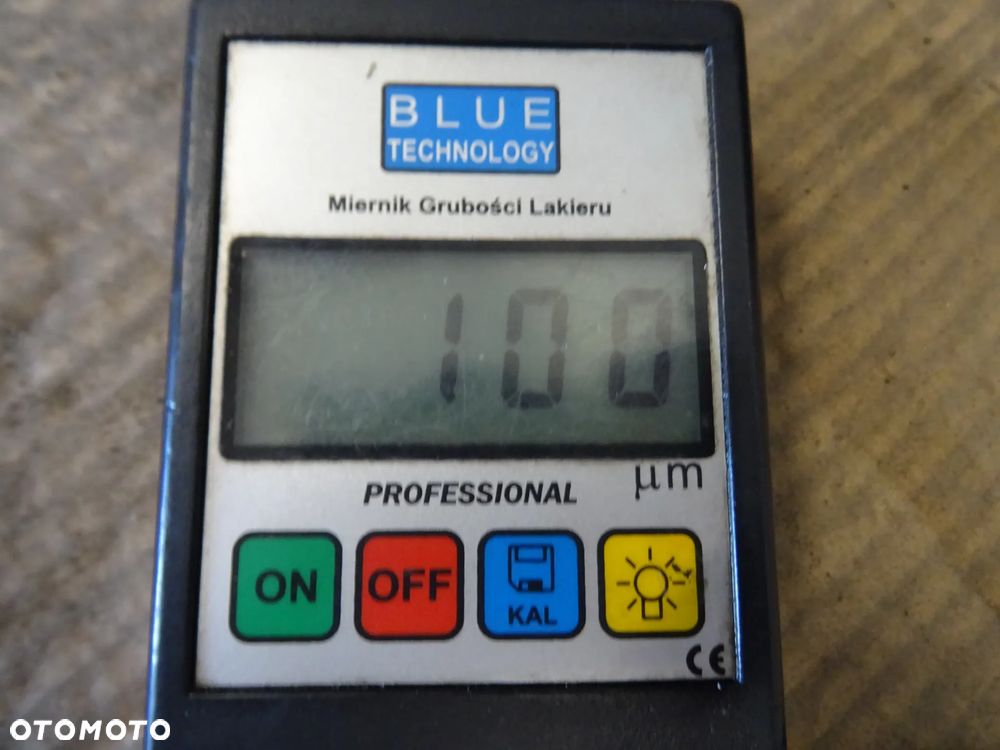 BLUE
TECHNOLOGY
Miernik Grubości Lakieru
100
µm
PROFESSIONAL
ON OFF KAL
CE
OTOMOTO